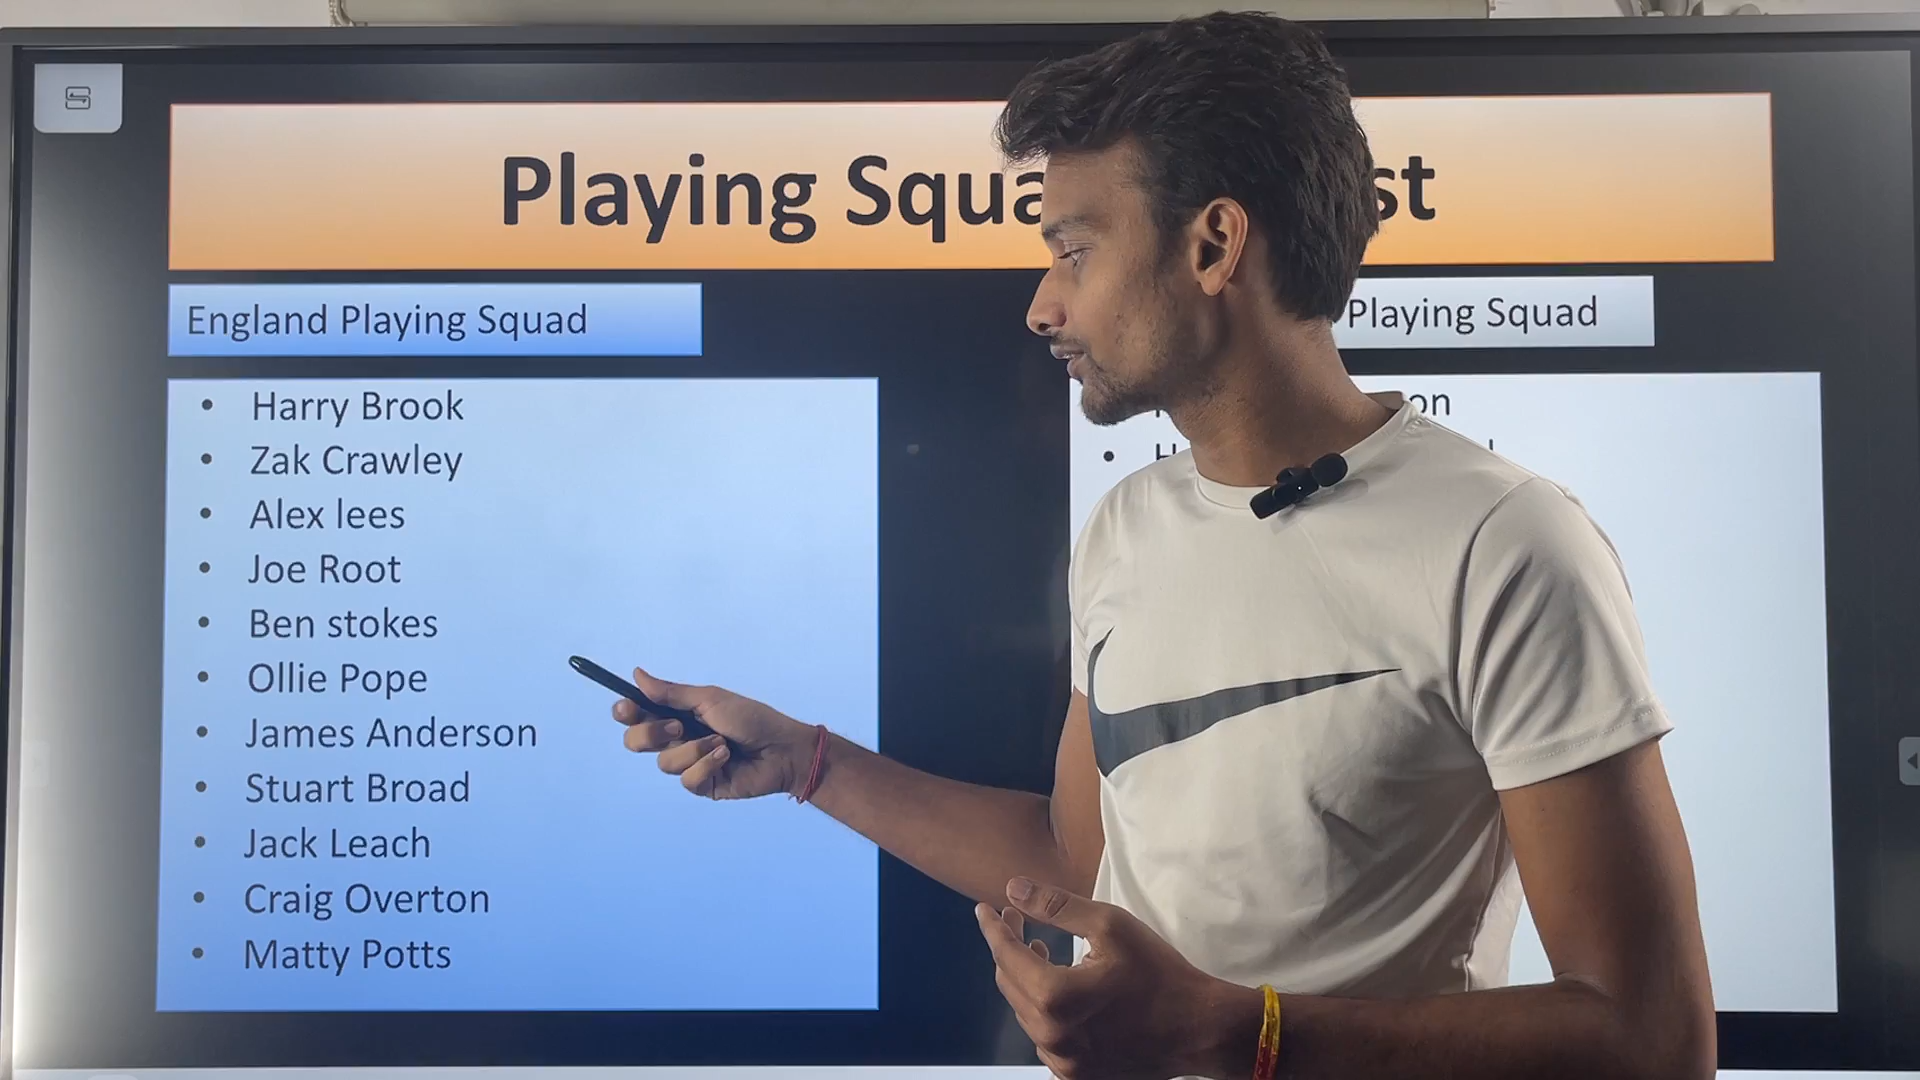 Playing Squa st
England Playing Squad
Playing Squad
• Harry Brook
• Zak Crawley
• Alex lees
• Joe Root
• Ben stokes
• Ollie Pope
• James Anderson
• Stuart Broad
• Jack Leach
• Craig Overton
• Matty Potts
on
• H